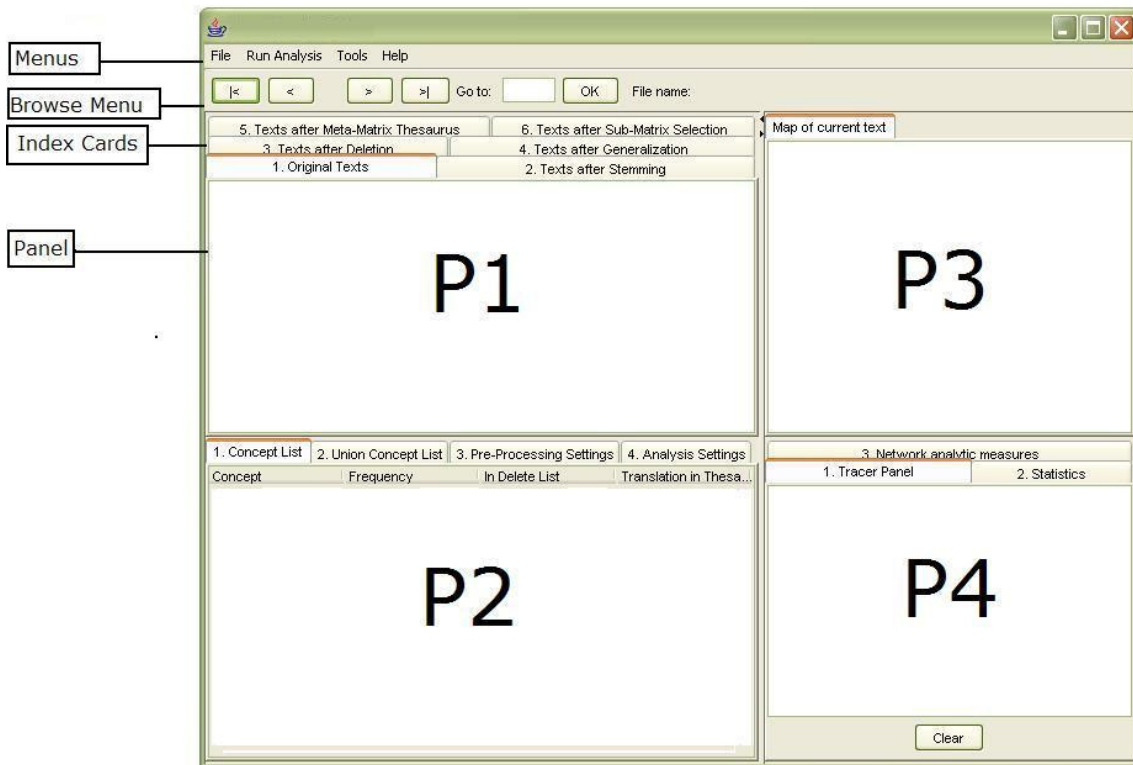 Menus
File Run Analysis Tools Help
Browse Menu
|< < > >| Go to: OK File name:
Index Cards
5. Texts after Meta-Matrix Thesaurus 6. Texts after Sub-Matrix Selection
3. Texts after Deletion 4. Texts after Generalization
1. Original Texts 2. Texts after Stemming
Map of current text
Panel
P1
P3
1. Concept List 2. Union Concept List 3. Pre-Processing Settings 4. Analysis Settings
Concept Frequency In Delete List Translation in Thesa...
P2
3. Network analytic measures
1. Tracer Panel 2. Statistics
P4
Clear